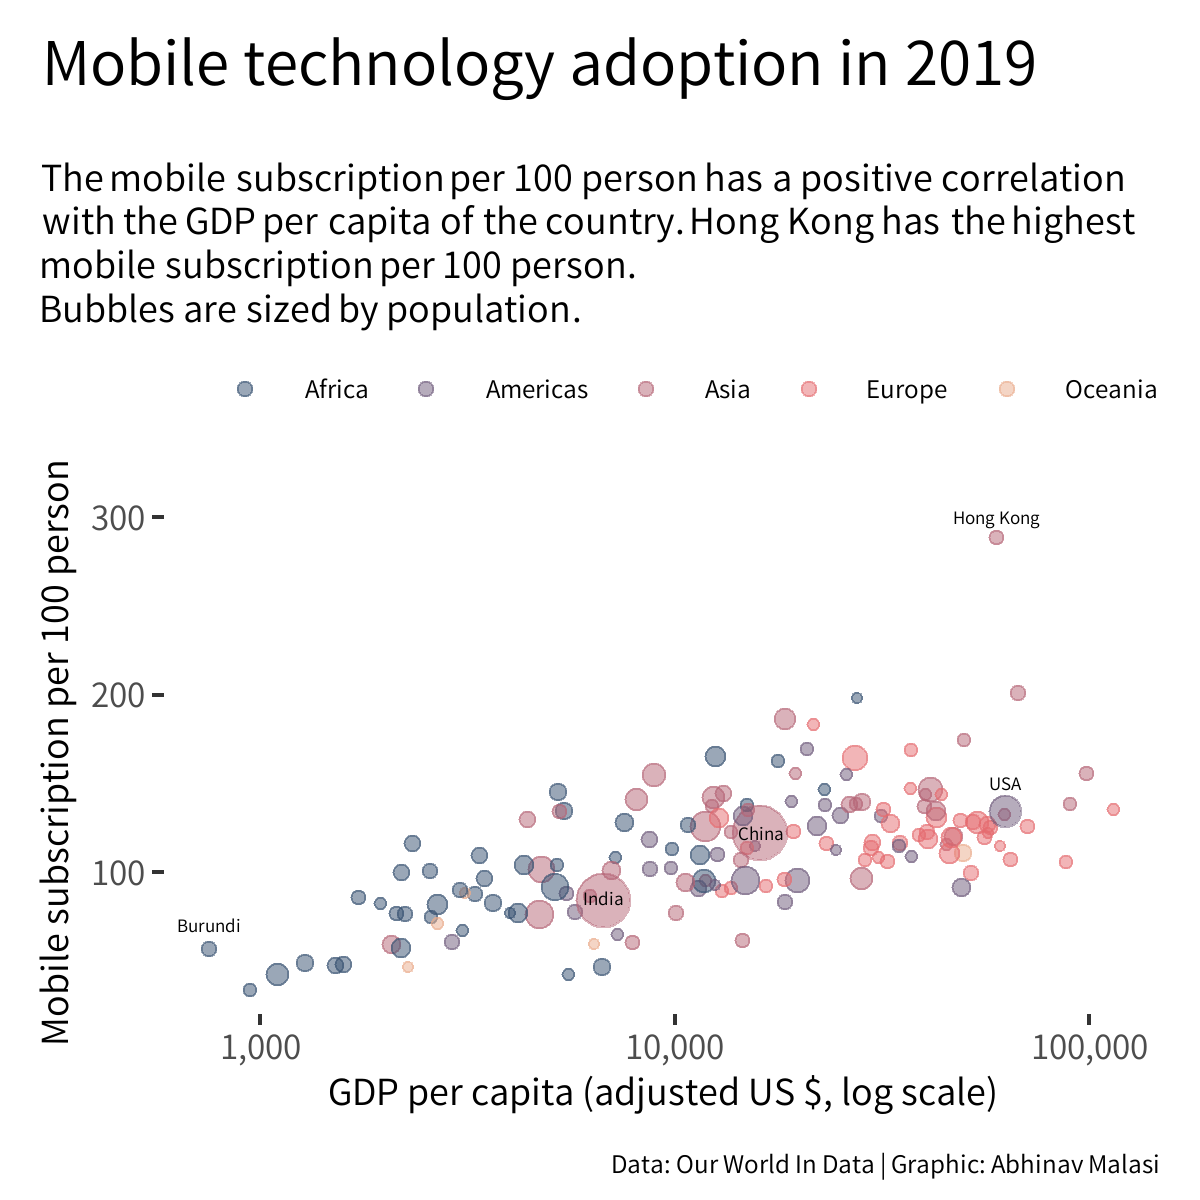 Mobile technology adoption in 2019
The mobile subscription per 100 person has a positive correlation
with the GDP per capita of the country. Hong Kong has the highest
mobile subscription per 100 person.
Bubbles are sized by population.
Africa Americas Asia Europe Oceania
Mobile subscription per 100 person
300
200
100
Hong Kong
USA
China
India
Burundi
1,000 10,000 100,000
GDP per capita (adjusted US $, log scale)
Data: Our World In Data | Graphic: Abhinav Malasi